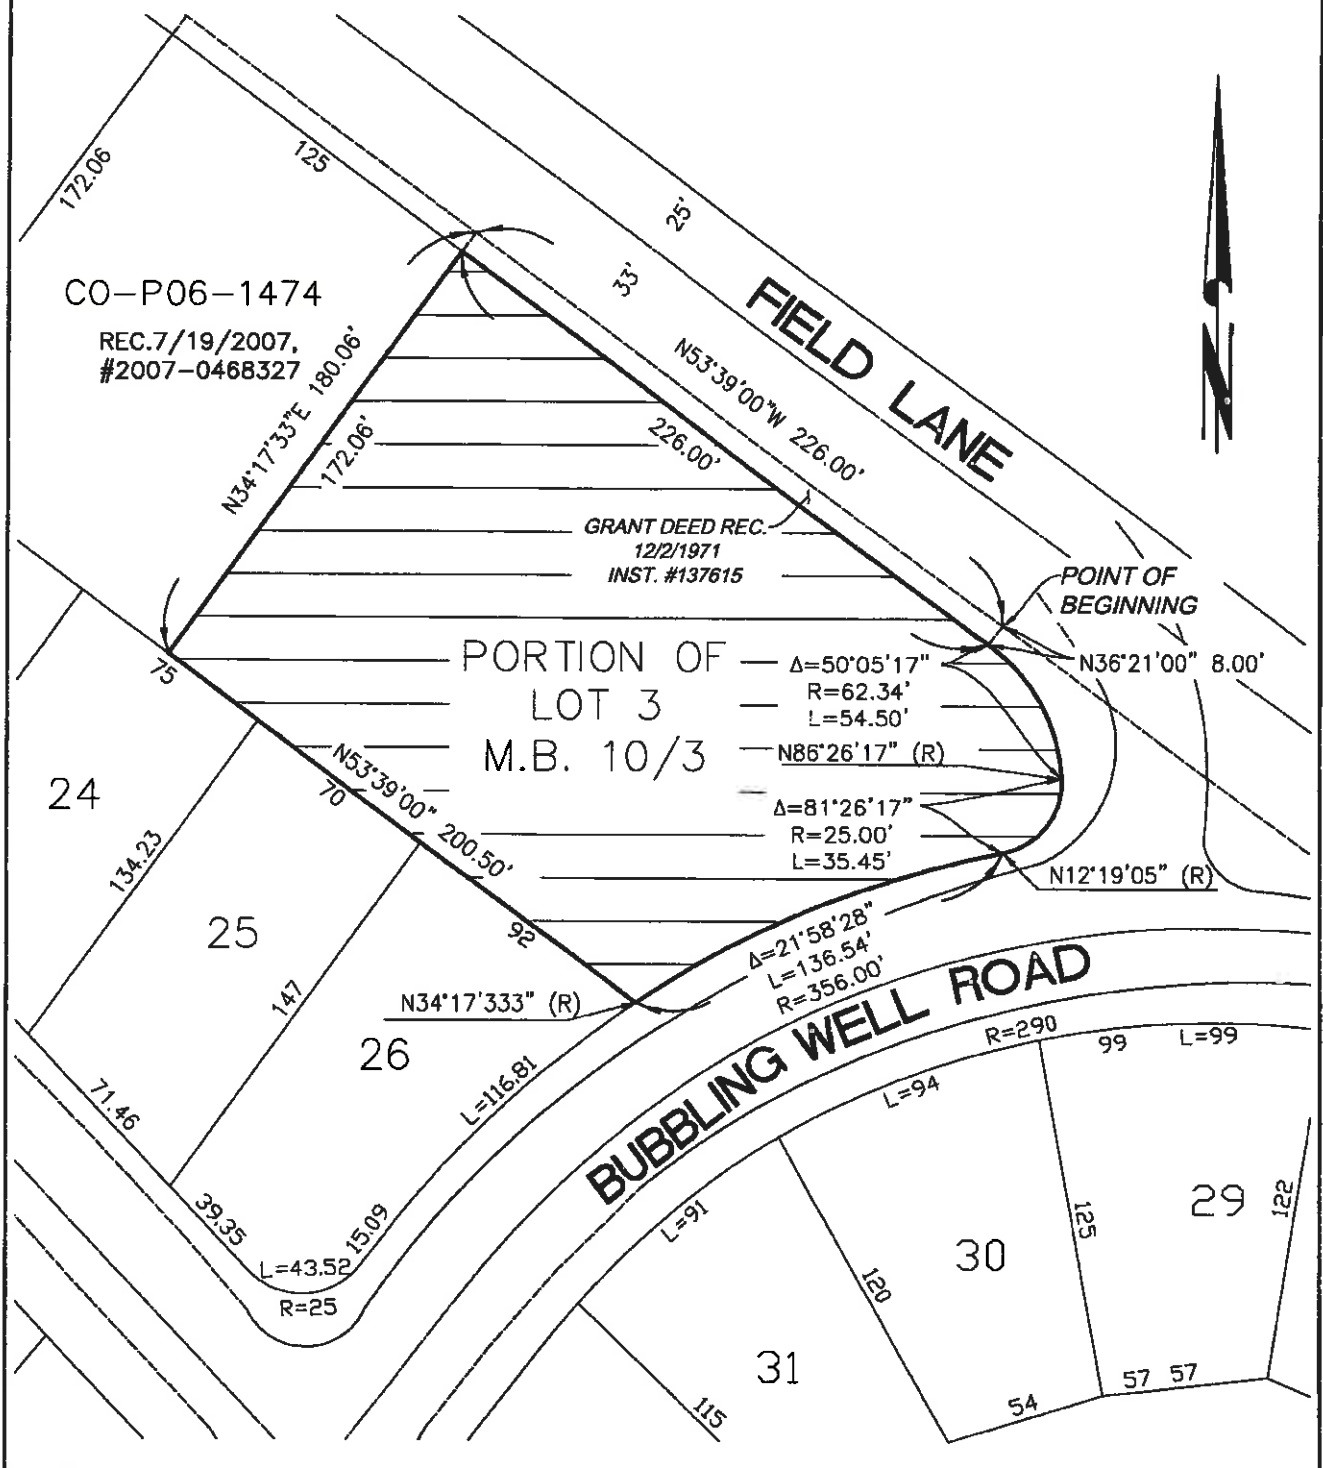 172.06
125
25'
33'
FIELD LANE
CO-P06-1474
REC.7/19/2007,
#2007-0468327
N34°17'33"E 180.06'
172.06'
N53°39'00"W 226.00'
226.00'
GRANT DEED REC.
12/2/1971
INST. #137615
POINT OF
BEGINNING
N36°21'00" 8.00'
PORTION OF
LOT 3
M.B. 10/3
Δ=50°05'17"
R=62.34'
L=54.50'
N86°26'17" (R)
Δ=81°26'17"
R=25.00'
L=35.45'
N12°19'05" (R)
75
N53°39'00" 200.50'
70
92
24
134.23
25
147
N34°17'333" (R)
26
Δ=21°58'28"
L=136.54'
R=356.00'
BUBBLING WELL ROAD
L=116.81
71.46
39.35
15.09
L=43.52
R=25
R=290
99
L=99
L=94
L=91
29
122
125
30
120
31
115
54
57 57
N